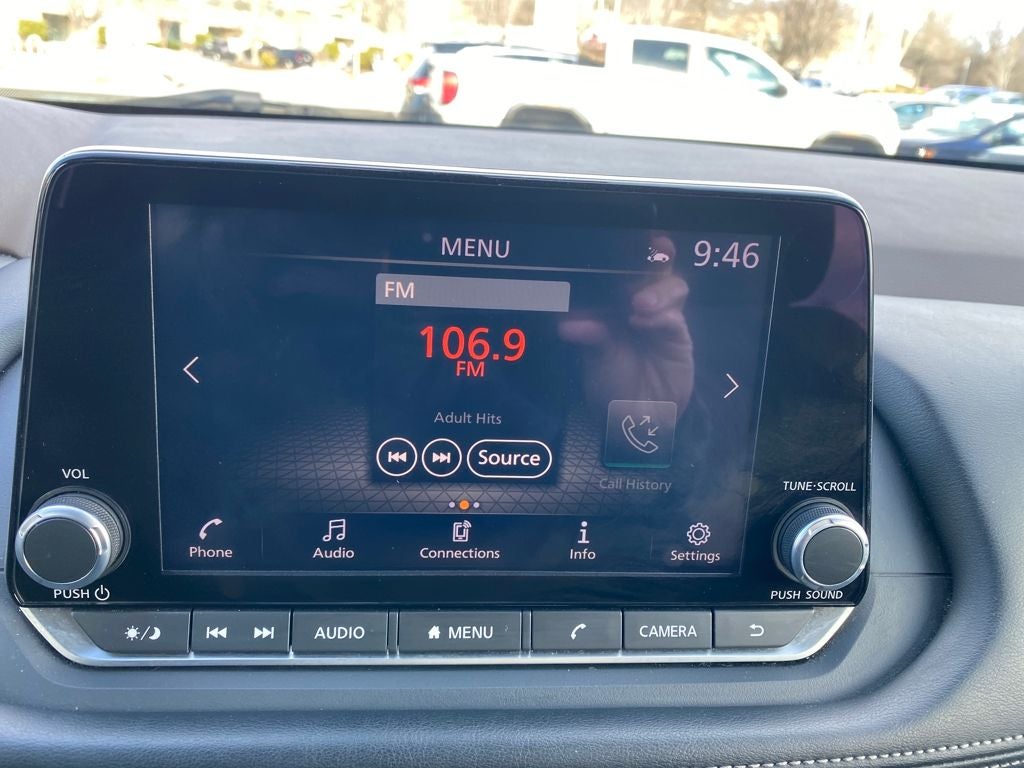 MENU 9:46
FM
106.9
FM
Adult Hits
Source
Call History
VOL
TUNE·SCROLL
Phone Audio Connections Info Settings
PUSH
PUSH SOUND
AUDIO MENU CAMERA